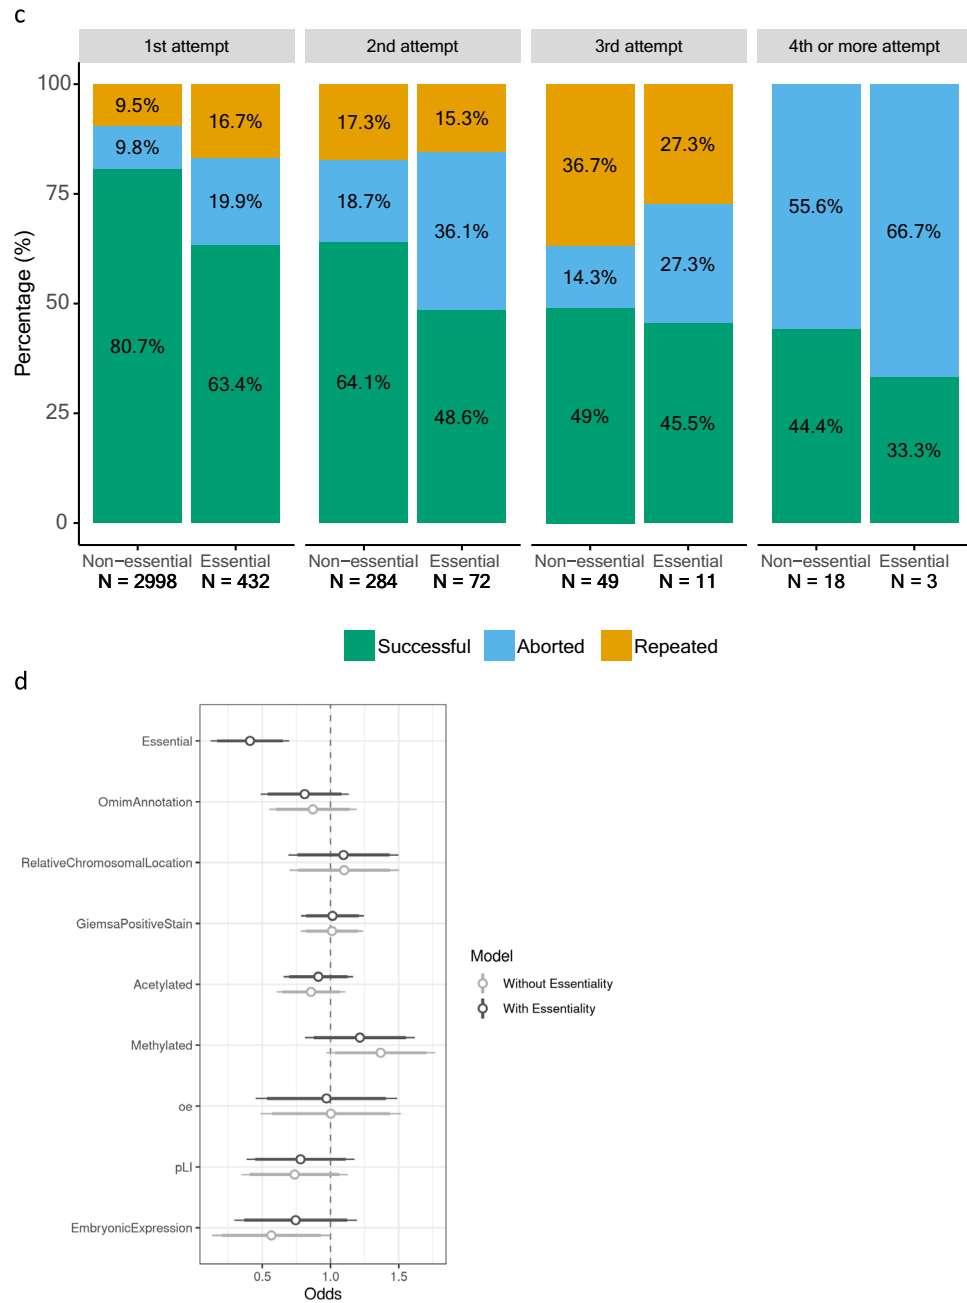 c
1st attempt 2nd attempt 3rd attempt 4th or more attempt
Percentage (%)
100
75
50
25
0
9.5% 16.7% 17.3% 15.3% 36.7% 27.3% 55.6% 66.7%
9.8% 19.9% 18.7% 36.1% 14.3% 27.3%
80.7% 63.4% 64.1% 48.6% 49% 45.5% 44.4% 33.3%
Non−essential Essential Non−essential Essential Non−essential Essential Non−essential Essential
N = 2998 N = 432 N = 284 N = 72 N = 49 N = 11 N = 18 N = 3
Successful Aborted Repeated
d
Essential
OmimAnnotation
RelativeChromosomalLocation
GiemsaPositiveStain
Acetylated
Methylated
oe
pLI
EmbryonicExpression
0.5 1.0 1.5
Odds
Model
Without Essentiality
With Essentiality